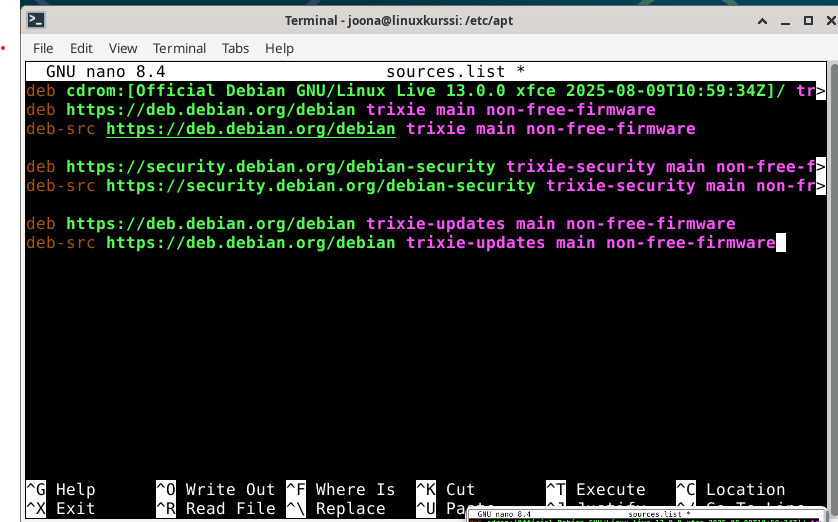 Terminal - joona@linuxkurssi: /etc/apt
File Edit View Terminal Tabs Help
GNU nano 8.4 sources.list *
deb cdrom:[Official Debian GNU/Linux Live 13.0.0 xfce 2025-08-09T10:59:34Z]/ tr>
deb https://deb.debian.org/debian trixie main non-free-firmware
deb-src https://deb.debian.org/debian trixie main non-free-firmware
deb https://security.debian.org/debian-security trixie-security main non-free-f>
deb-src https://security.debian.org/debian-security trixie-security main non-fr>
deb https://deb.debian.org/debian trixie-updates main non-free-firmware
deb-src https://deb.debian.org/debian trixie-updates main non-free-firmware
^G Help ^O Write Out ^F Where Is ^K Cut ^T Execute ^C Location
^X Exit ^R Read File ^\ Replace ^U
GNU nano 8.4 sources.list *